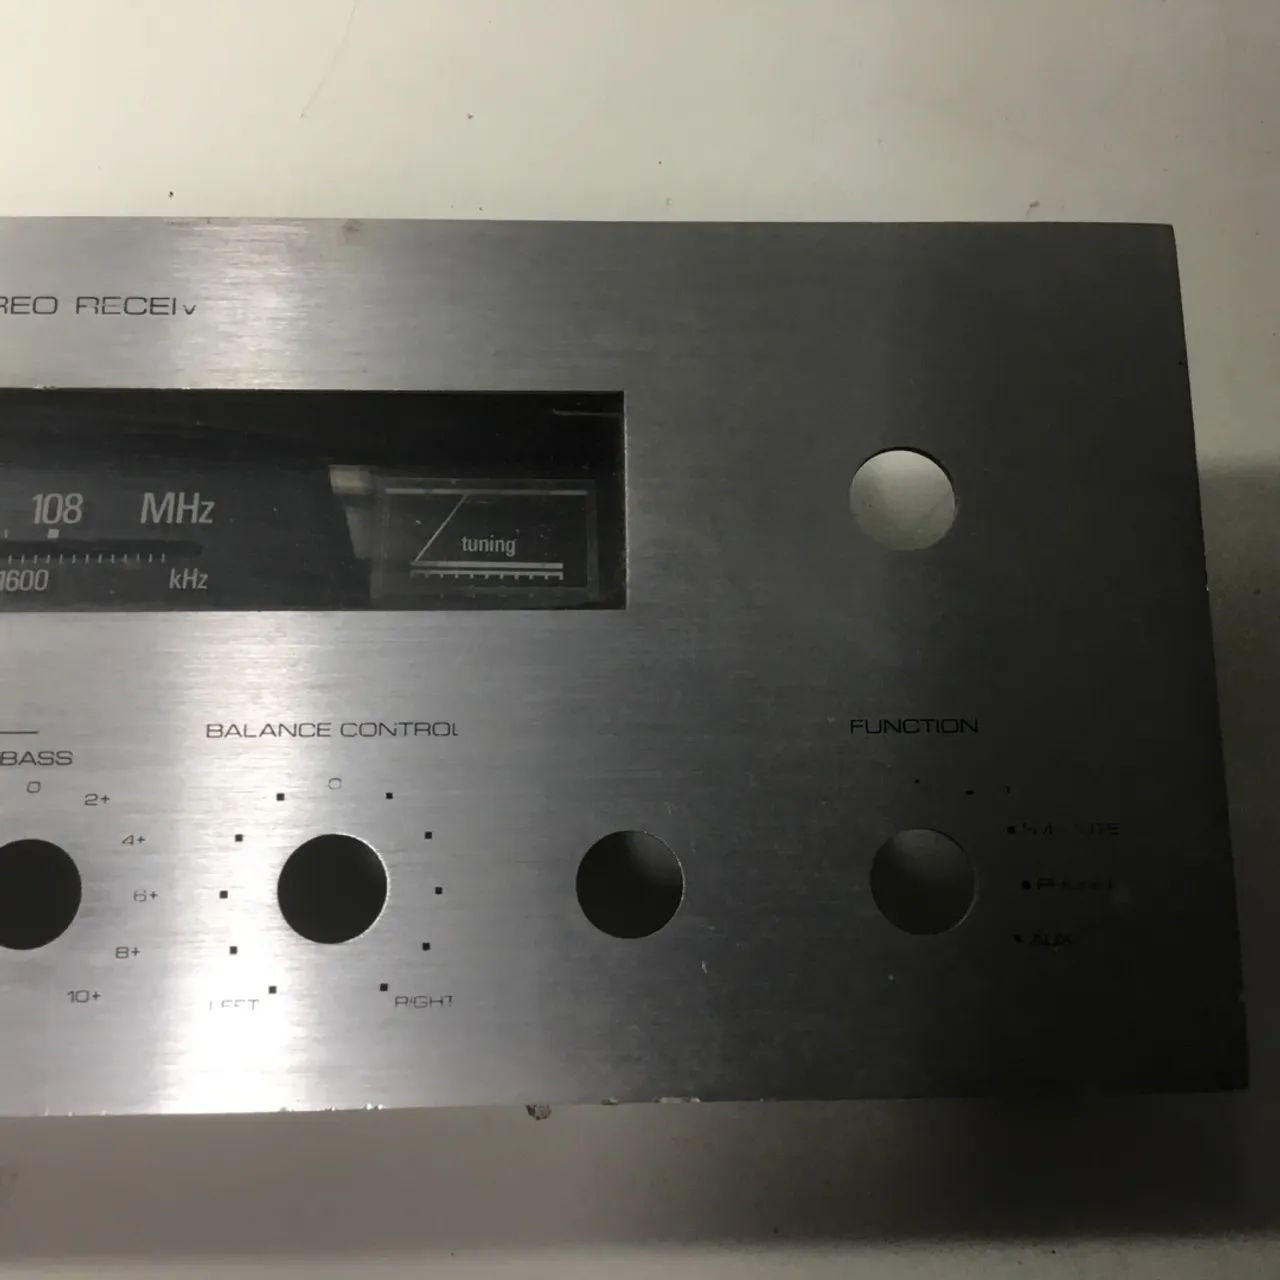 REO RECEIV
108 MHz
1600 kHz
tuning
BALANCE CONTROL
FUNCTION
BASS
0
2+
4+
6+
8+
10+
0
LEFT
RIGHT
AUX